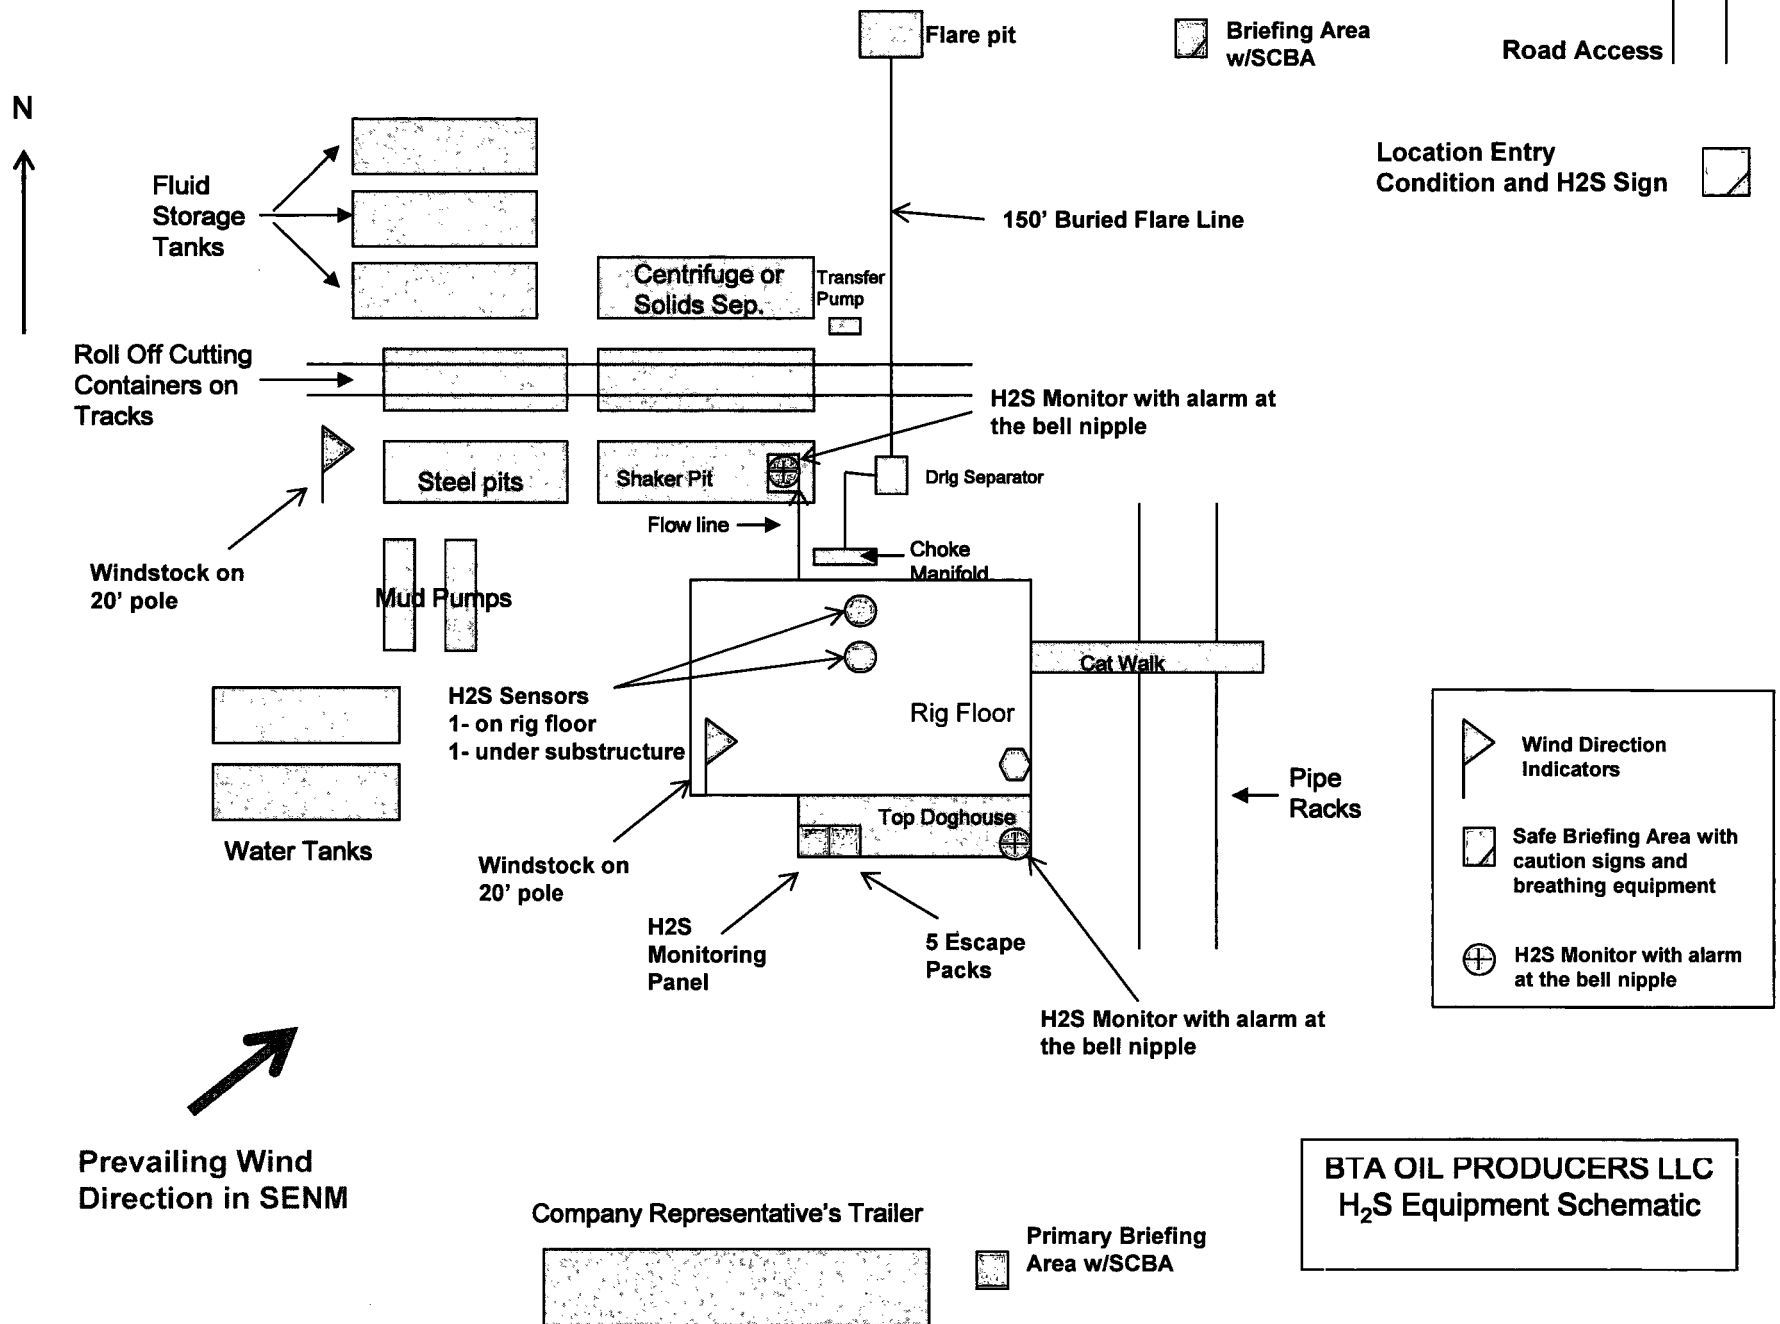 Flare pit
Briefing Area
w/SCBA
Road Access
N
Location Entry
Condition and H2S Sign
Fluid
Storage
Tanks
150' Buried Flare Line
Centrifuge or
Solids Sep.
Transfer
Pump
Roll Off Cutting
Containers on
Tracks
H2S Monitor with alarm at
the bell nipple
Steel pits
Shaker Pit
Drlg Separator
Flow line
Choke
Manifold
Windstock on
20' pole
Mud Pumps
Cat Walk
H2S Sensors
1- on rig floor
1- under substructure
Rig Floor
Wind Direction
Indicators
Pipe
Racks
Top Doghouse
Water Tanks
Safe Briefing Area with
caution signs and
breathing equipment
Windstock on
20' pole
H2S
Monitoring
Panel
5 Escape
Packs
H2S Monitor with alarm
at the bell nipple
H2S Monitor with alarm at
the bell nipple
Prevailing Wind
Direction in SENM
BTA OIL PRODUCERS LLC
H₂S Equipment Schematic
Company Representative's Trailer
Primary Briefing
Area w/SCBA